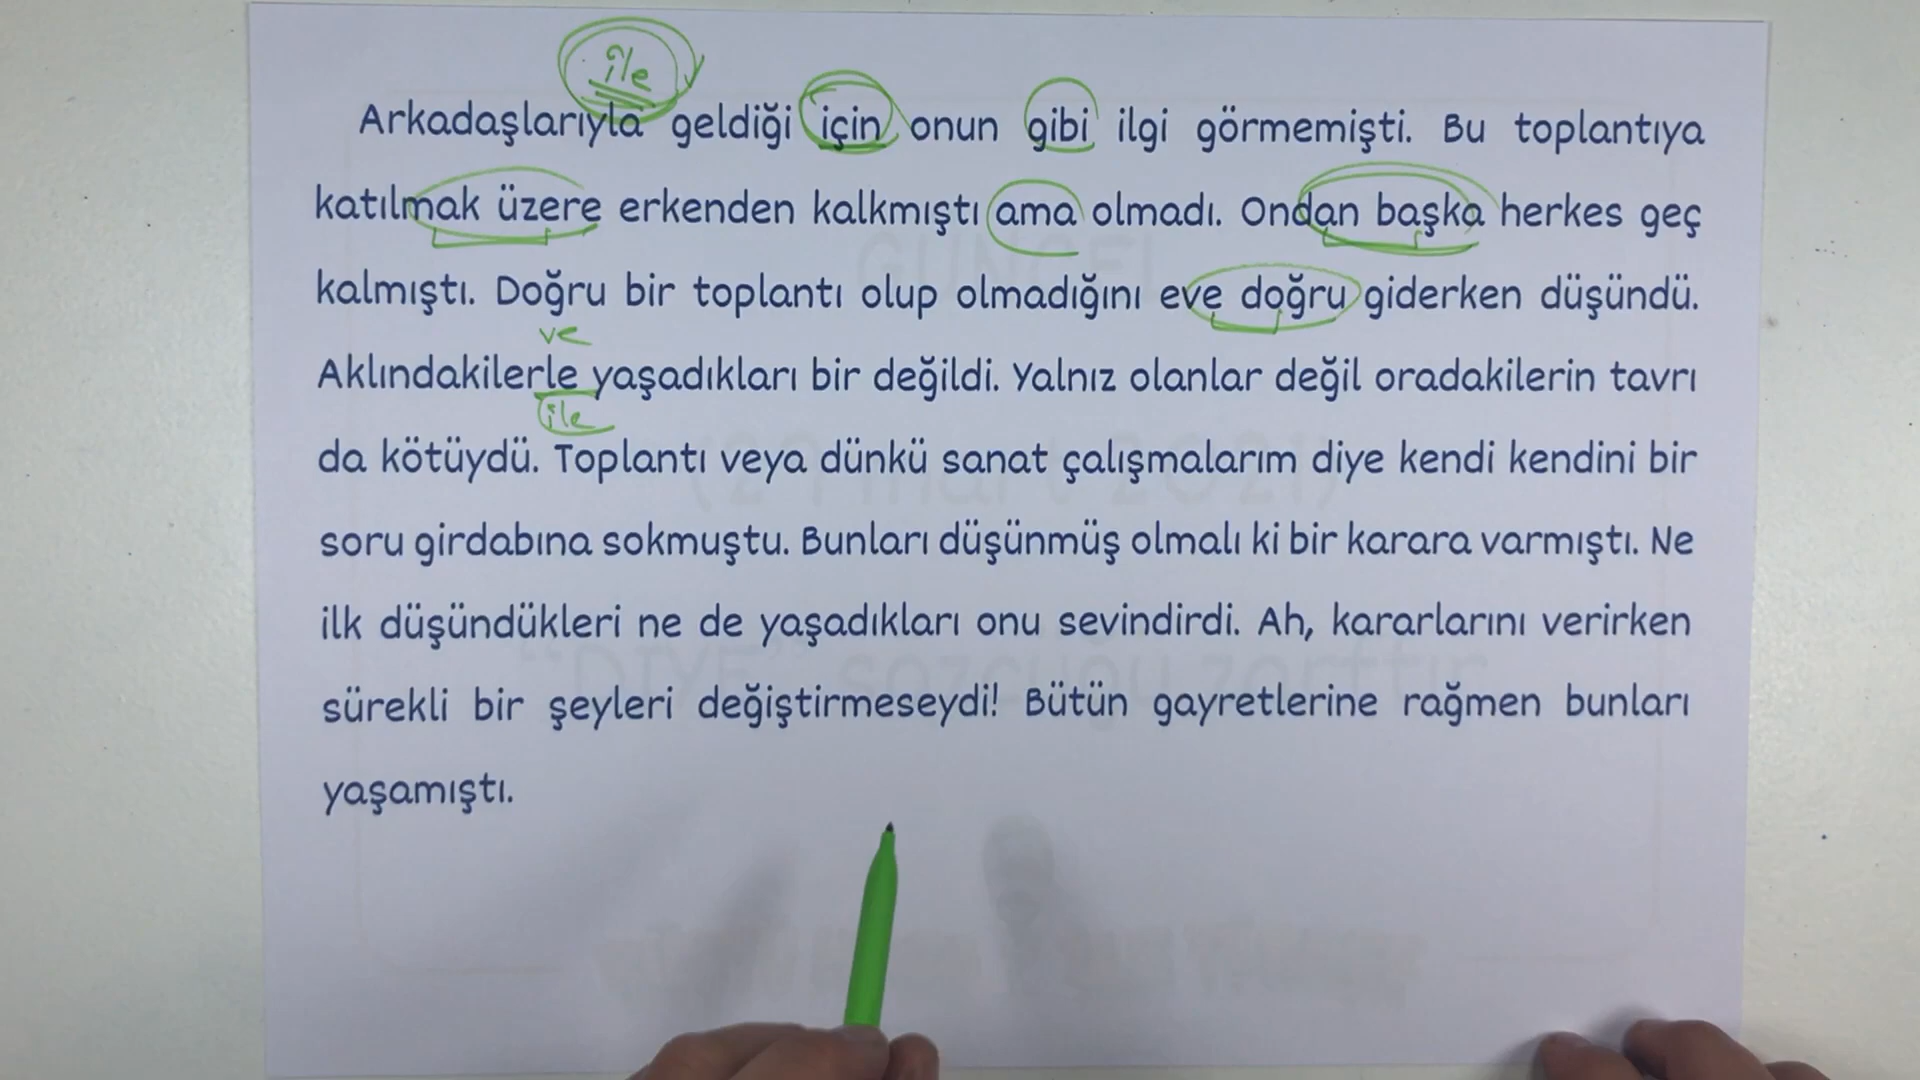 ile
Arkadaşlarıyla geldiği için onun gibi ilgi görmemişti. Bu toplantıya
katılmak üzere erkenden kalkmıştı ama olmadı. Ondan başka herkes geç
kalmıştı. Doğru bir toplantı olup olmadığını eve doğru giderken düşündü.
ve
Aklındakilerle yaşadıkları bir değildi. Yalnız olanlar değil oradakilerin tavrı
ile
da kötüydü. Toplantı veya dünkü sanat çalışmalarım diye kendi kendini bir
soru girdabına sokmuştu. Bunları düşünmüş olmalı ki bir karara varmıştı. Ne
ilk düşündükleri ne de yaşadıkları onu sevindirdi. Ah, kararlarını verirken
sürekli bir şeyleri değiştirmeseydi! Bütün gayretlerine rağmen bunları
yaşamıştı.